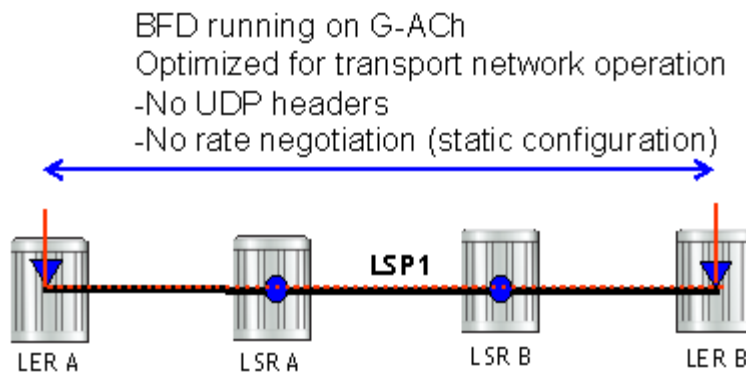 BFD running on G-ACh
Optimized for transport network operation
-No UDP headers
-No rate negotiation (static configuration)
LSP1
LER A
LSR A
LSR B
LER B